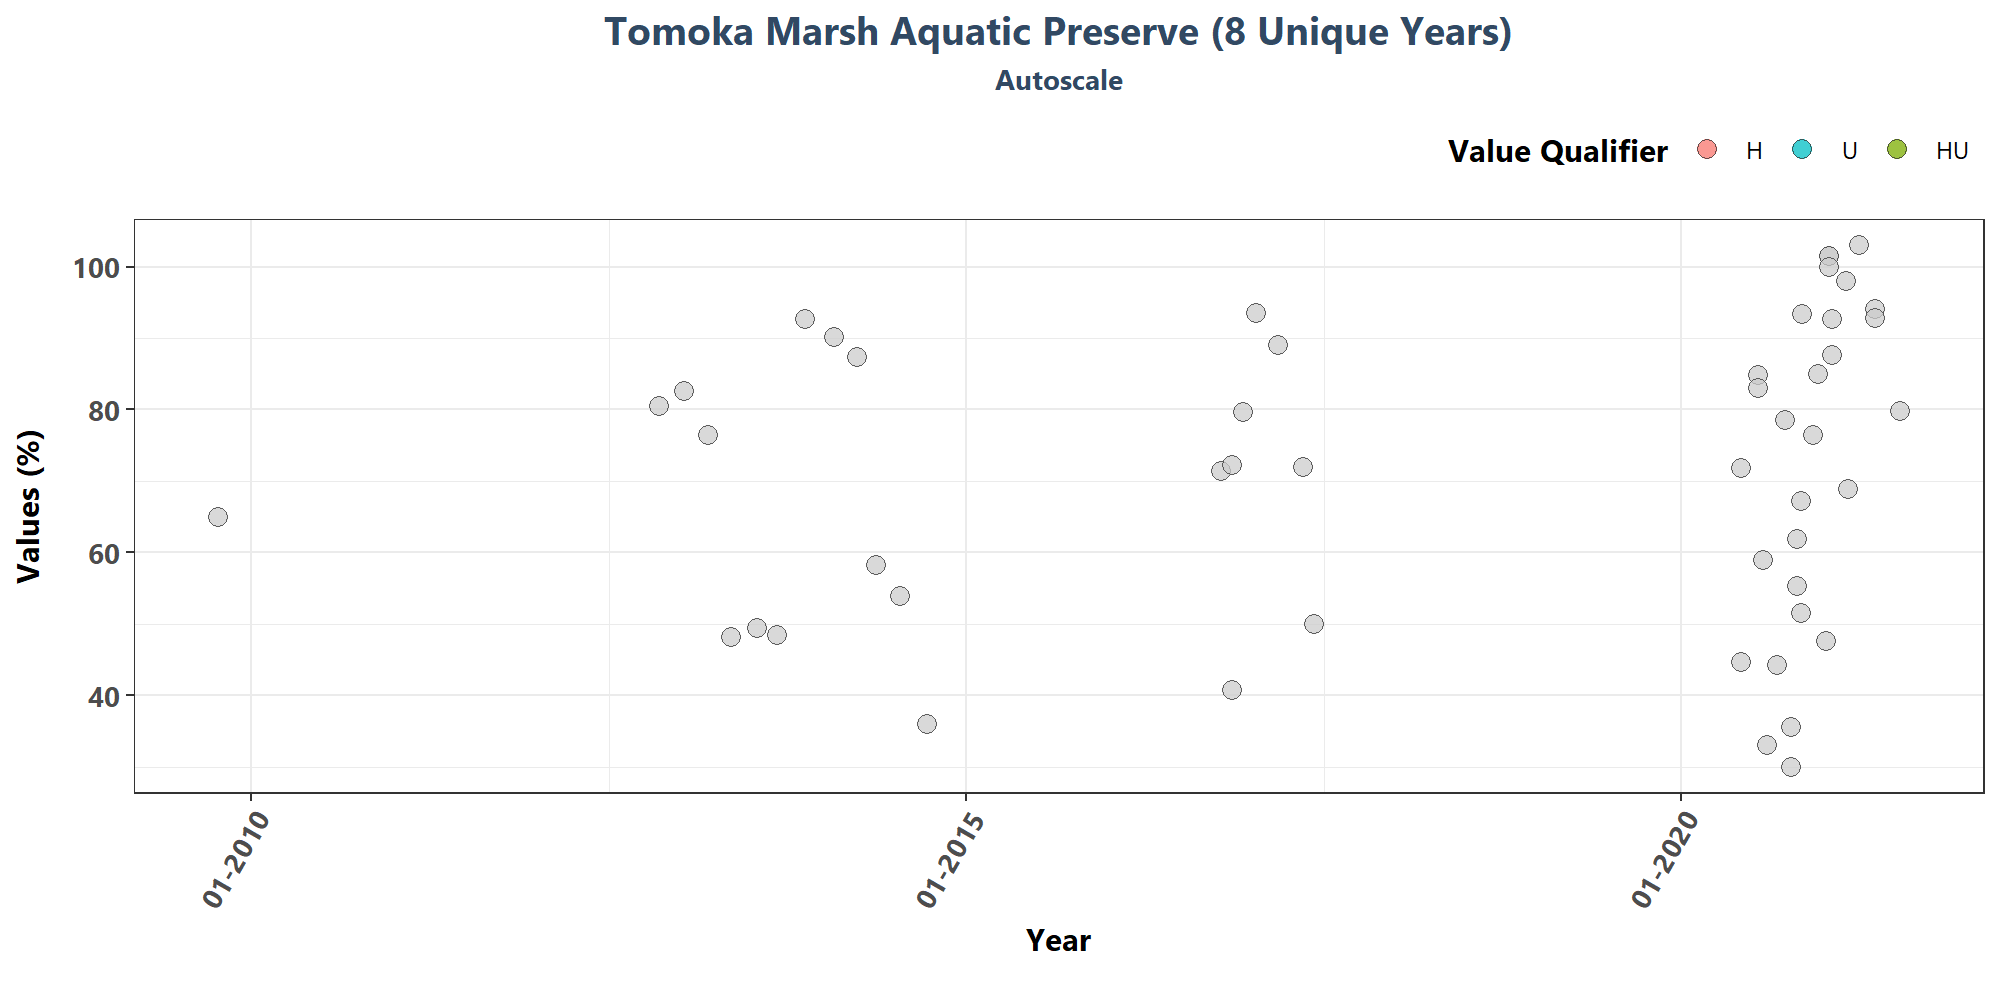 Tomoka Marsh Aquatic Preserve (8 Unique Years)
Autoscale
Value Qualifier H U HU
Values (%)
100
80
60
40
01-2010
01-2015
01-2020
Year